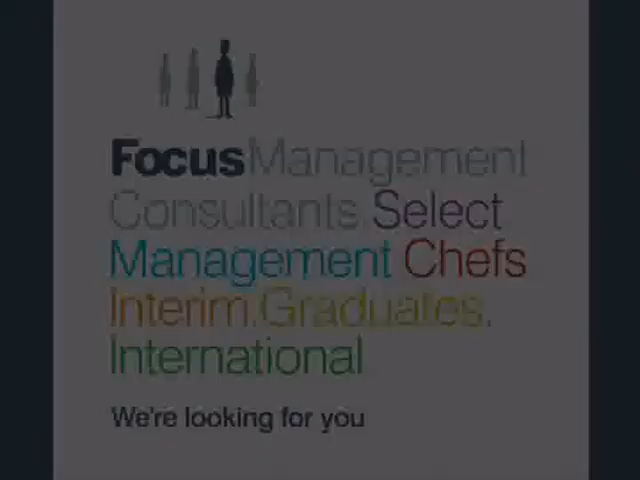 FocusManagement
Consultants.Select
Management Chefs
Interim.Graduates.
International
We're looking for you